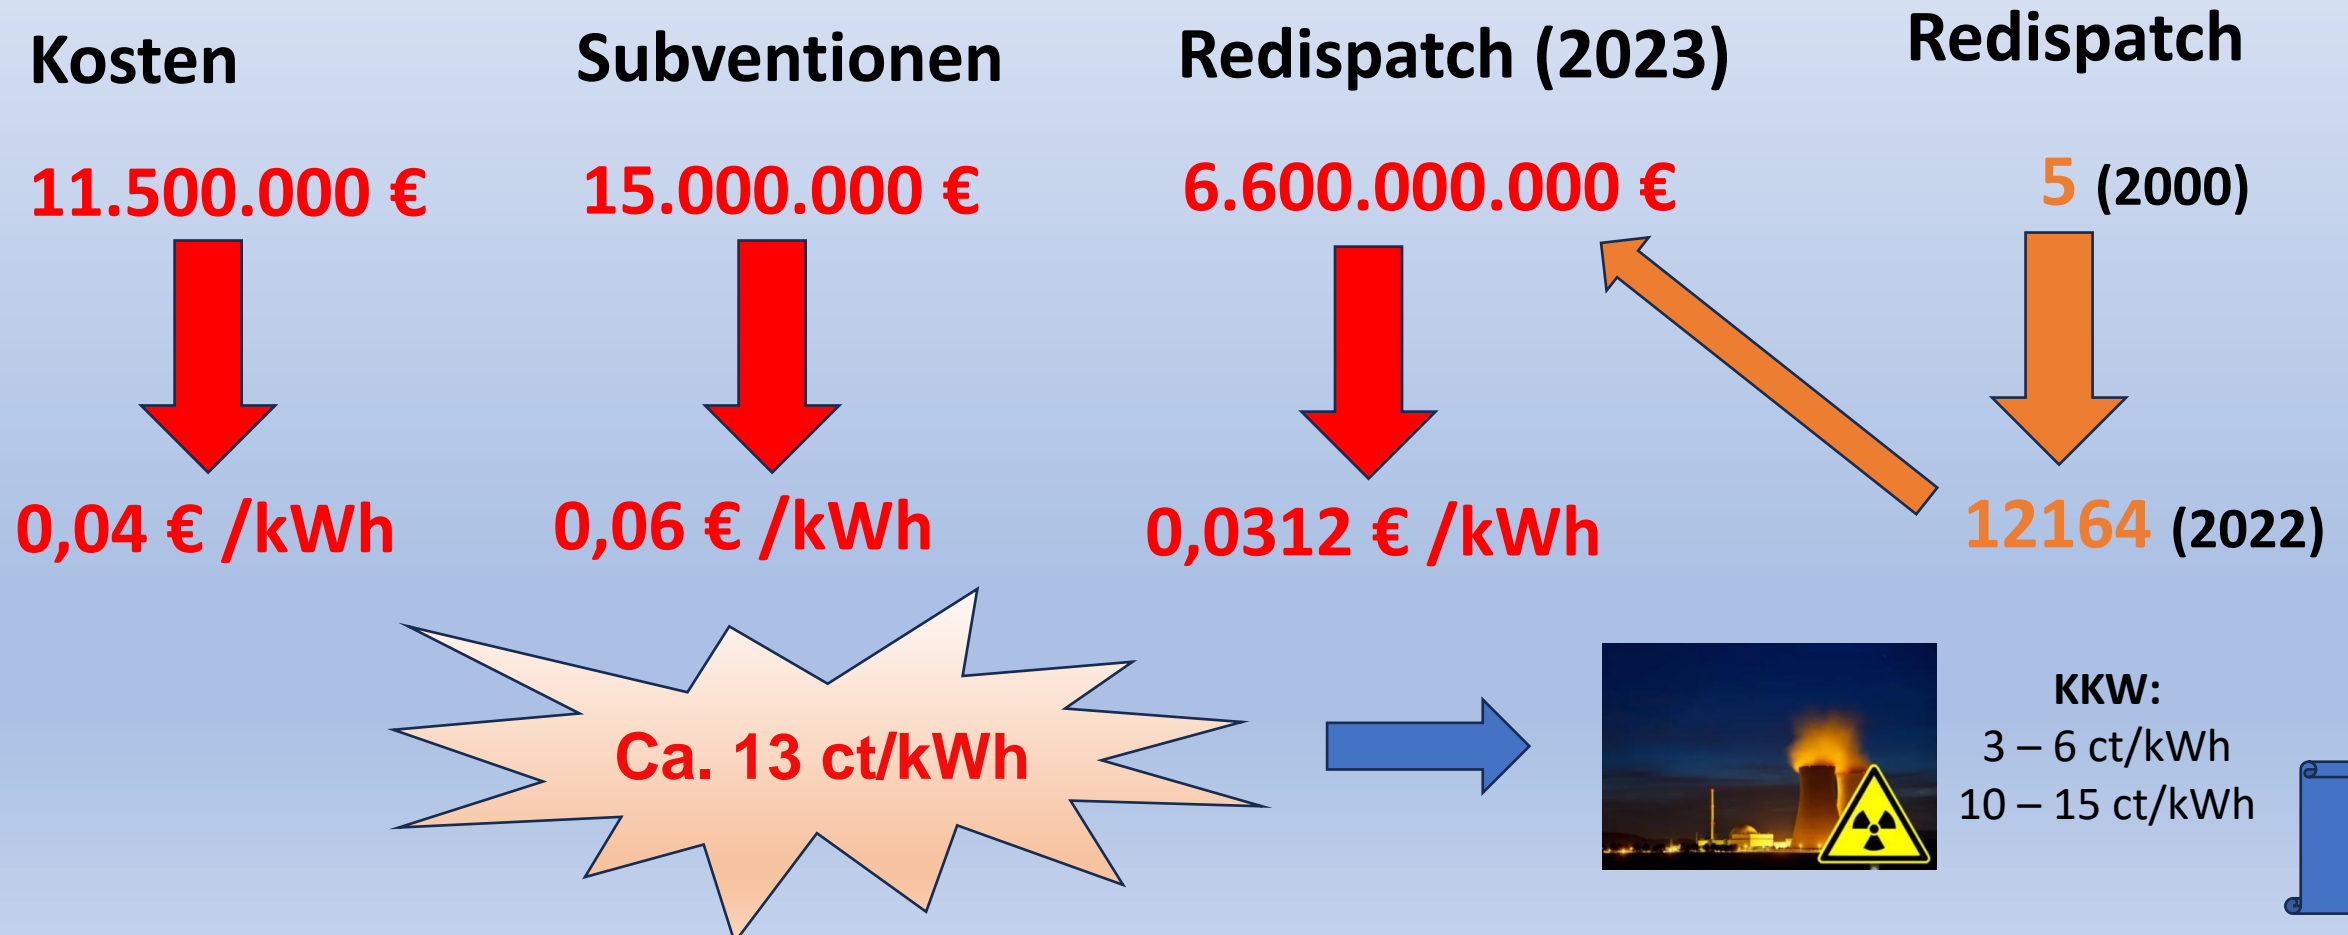 Kosten
Subventionen
Redispatch (2023)
Redispatch
11.500.000 €
15.000.000 €
6.600.000.000 €
5 (2000)
0,04 € /kWh
0,06 € /kWh
0,0312 € /kWh
12164 (2022)
Ca. 13 ct/kWh
KKW:
3 – 6 ct/kWh
10 – 15 ct/kWh